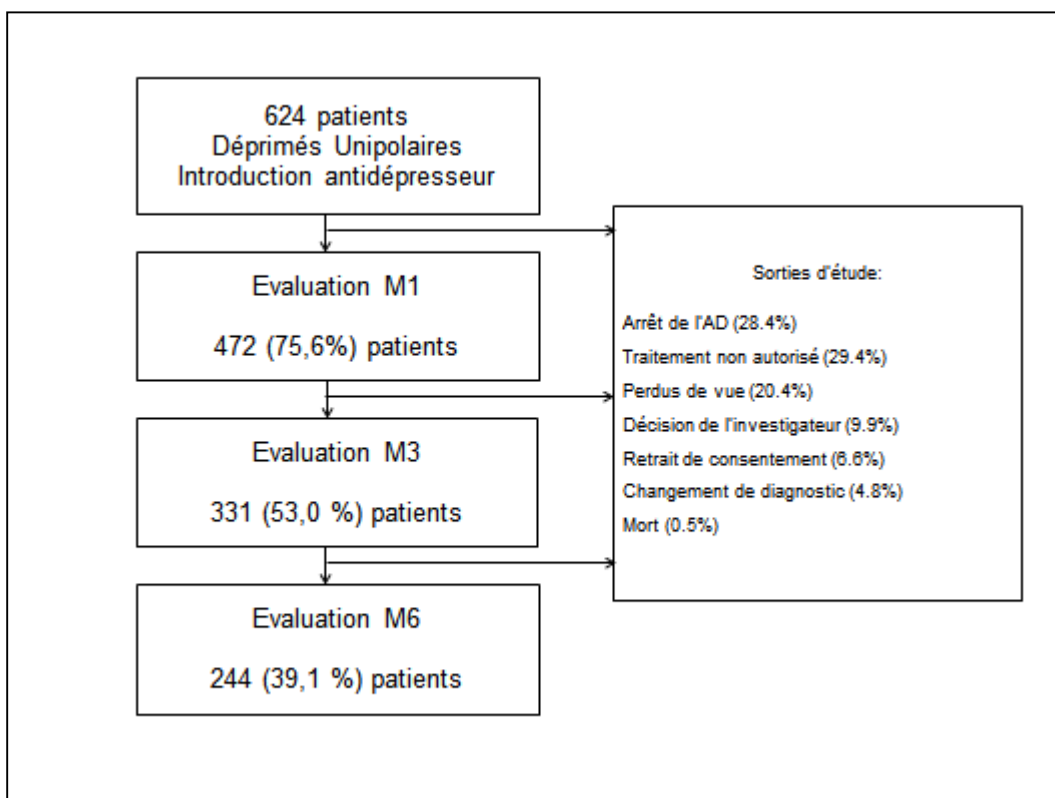 624 patients
Déprimés Unipolaires
Introduction antidépresseur
Evaluation M1
472 (75,6%) patients
Evaluation M3
331 (53,0 %) patients
Evaluation M6
244 (39,1 %) patients
Sorties d'étude:
Arrêt de l'AD (28.4%)
Traitement non autorisé (29.4%)
Perdus de vue (20.4%)
Décision de l'investigateur (9.9%)
Retrait de consentement (6.6%)
Changement de diagnostic (4.8%)
Mort (0.5%)